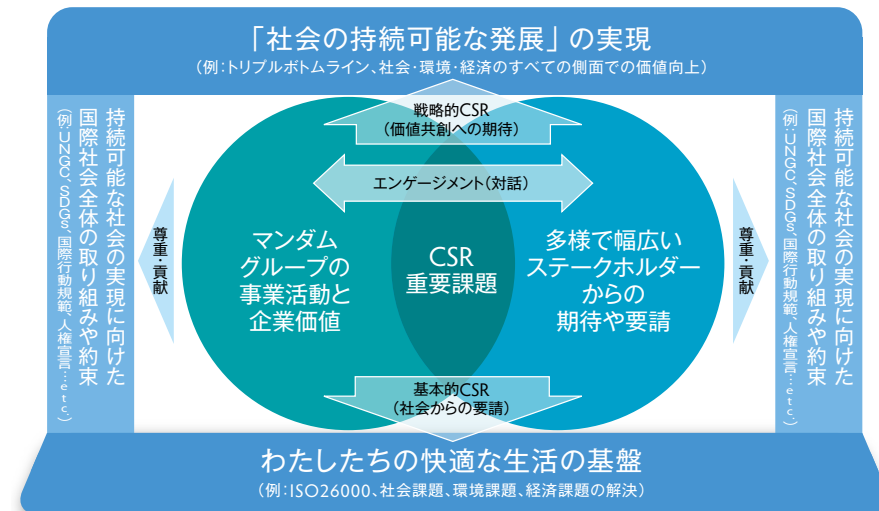 「社会の持続可能な発展」の実現
(例:トリプルボトムライン、社会・環境・経済のすべての側面での価値向上)
持続可能な社会の実現に向けた
国際社会全体の取り組みや約束
(例:UNGC、SDGs、国際行動規範、人権宣言…etc.)
尊重・貢献
戦略的CSR
(価値共創への期待)
エンゲージメント(対話)
マンダム
グループの
事業活動と
企業価値
CSR
重要課題
多様で幅広い
ステークホルダー
からの
期待や要請
基本的CSR
(社会からの要請)
尊重・貢献
持続可能な社会の実現に向けた
国際社会全体の取り組みや約束
(例:UNGC、SDGs、国際行動規範、人権宣言…etc.)
わたしたちの快適な生活の基盤
(例:ISO26000、社会課題、環境課題、経済課題の解決)